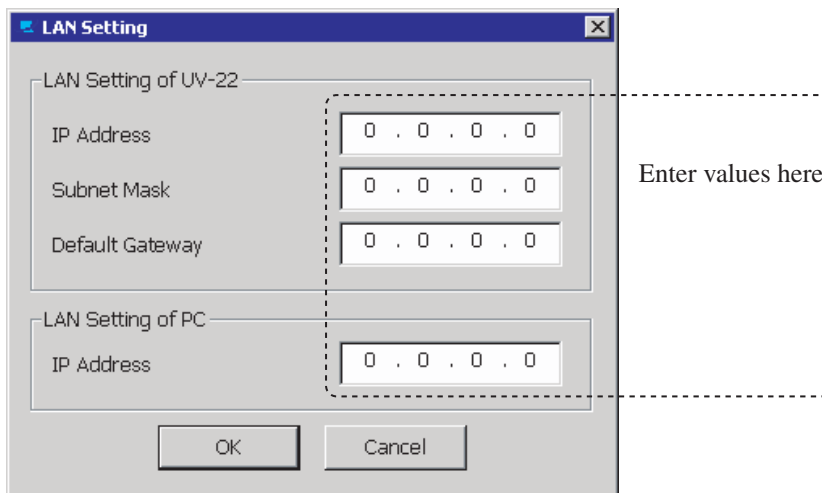 LAN Setting
LAN Setting of UV-22
IP Address 0 . 0 . 0 . 0
Enter values here
Subnet Mask 0 . 0 . 0 . 0
Default Gateway 0 . 0 . 0 . 0
LAN Setting of PC
IP Address 0 . 0 . 0 . 0
OK Cancel